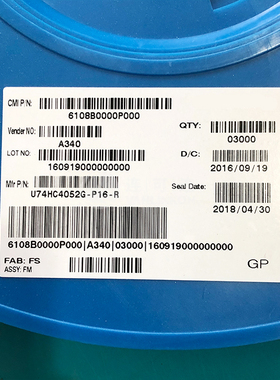 CMI P/N:
6108B0000P000
Vender NO:
A340
QTY:
03000
LOT NO:
160919000000000
D/C:
2016/09/19
Mfr P/N:
U74HC4052G-P16-R
Seal Date:
2018/04/30
6108B0000P000|A340|03000|160919000000000
FAB: FS
ASSY: FM
GP